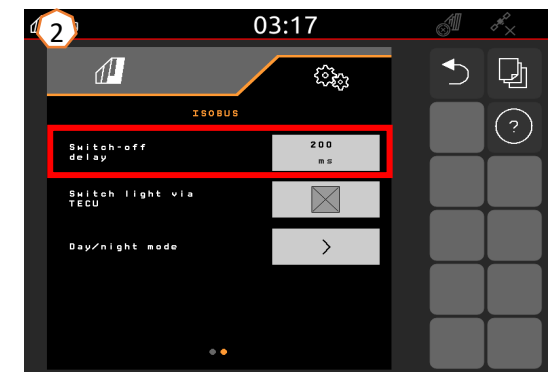 2
03:17
ISOBUS
Switch-off
delay
200
ms
Switch light via
TECU
Day/night mode
?